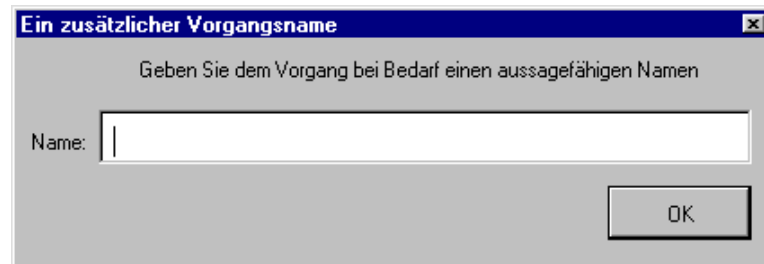 Ein zusätzlicher Vorgangsname
Geben Sie dem Vorgang bei Bedarf einen aussagefähigen Namen
Name:
OK